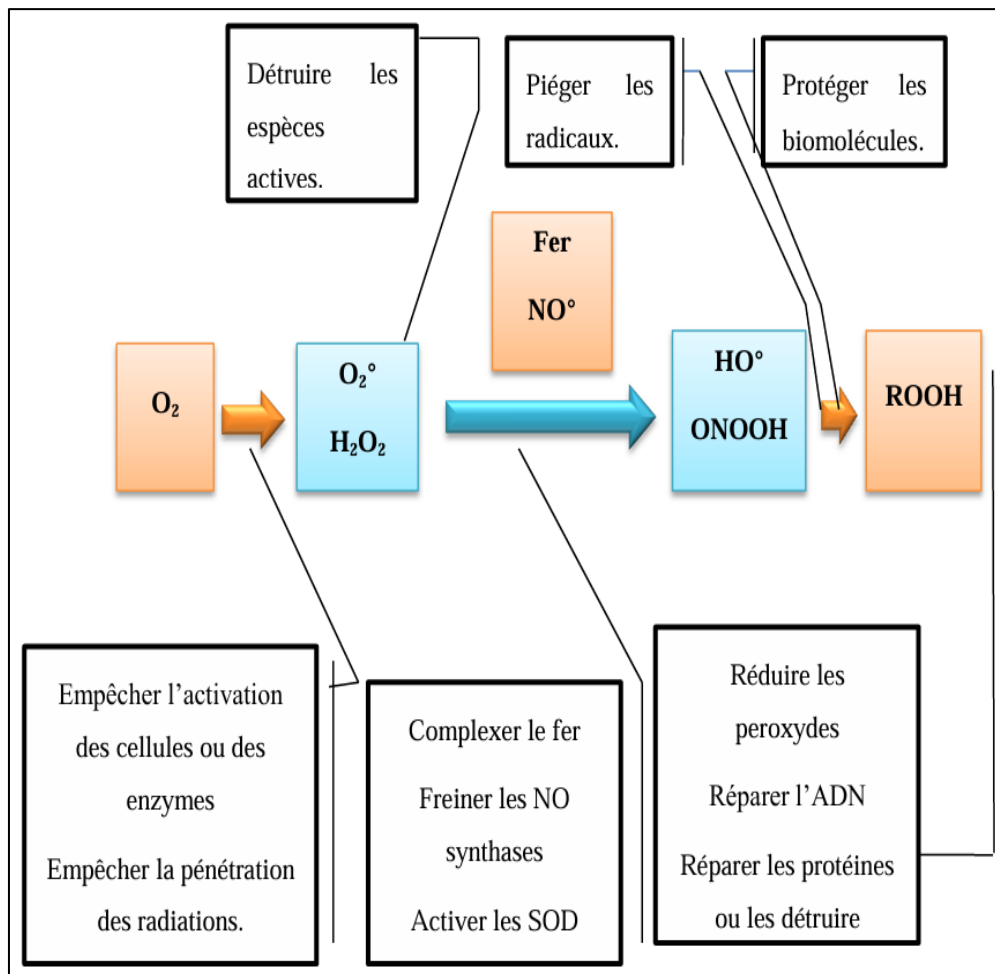 Détruire les
espèces
actives.
Piéger les
radicaux.
Protéger les
biomolécules.
Fer
NO°
O₂
O₂°
H₂O₂
HO°
ONOOH
ROOH
Empêcher l’activation
des cellules ou des
enzymes
Empêcher la pénétration
des radiations.
Complexer le fer
Freiner les NO
synthases
Activer les SOD
Réduire les
peroxydes
Réparer l’ADN
Réparer les protéines
ou les détruire